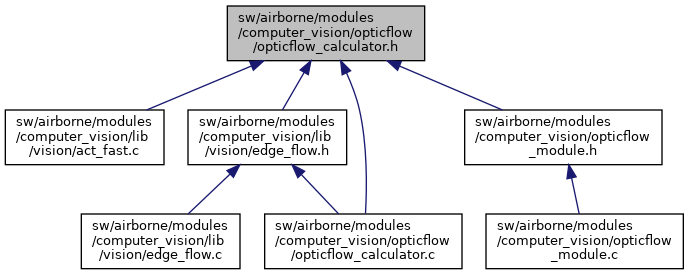 sw/airborne/modules
/computer_vision/opticflow
/opticflow_calculator.h
sw/airborne/modules
/computer_vision/lib
/vision/act_fast.c
sw/airborne/modules
/computer_vision/lib
/vision/edge_flow.h
sw/airborne/modules
/computer_vision/opticflow
_module.h
sw/airborne/modules
/computer_vision/lib
/vision/edge_flow.c
sw/airborne/modules
/computer_vision/opticflow
/opticflow_calculator.c
sw/airborne/modules
/computer_vision/opticflow
_module.c